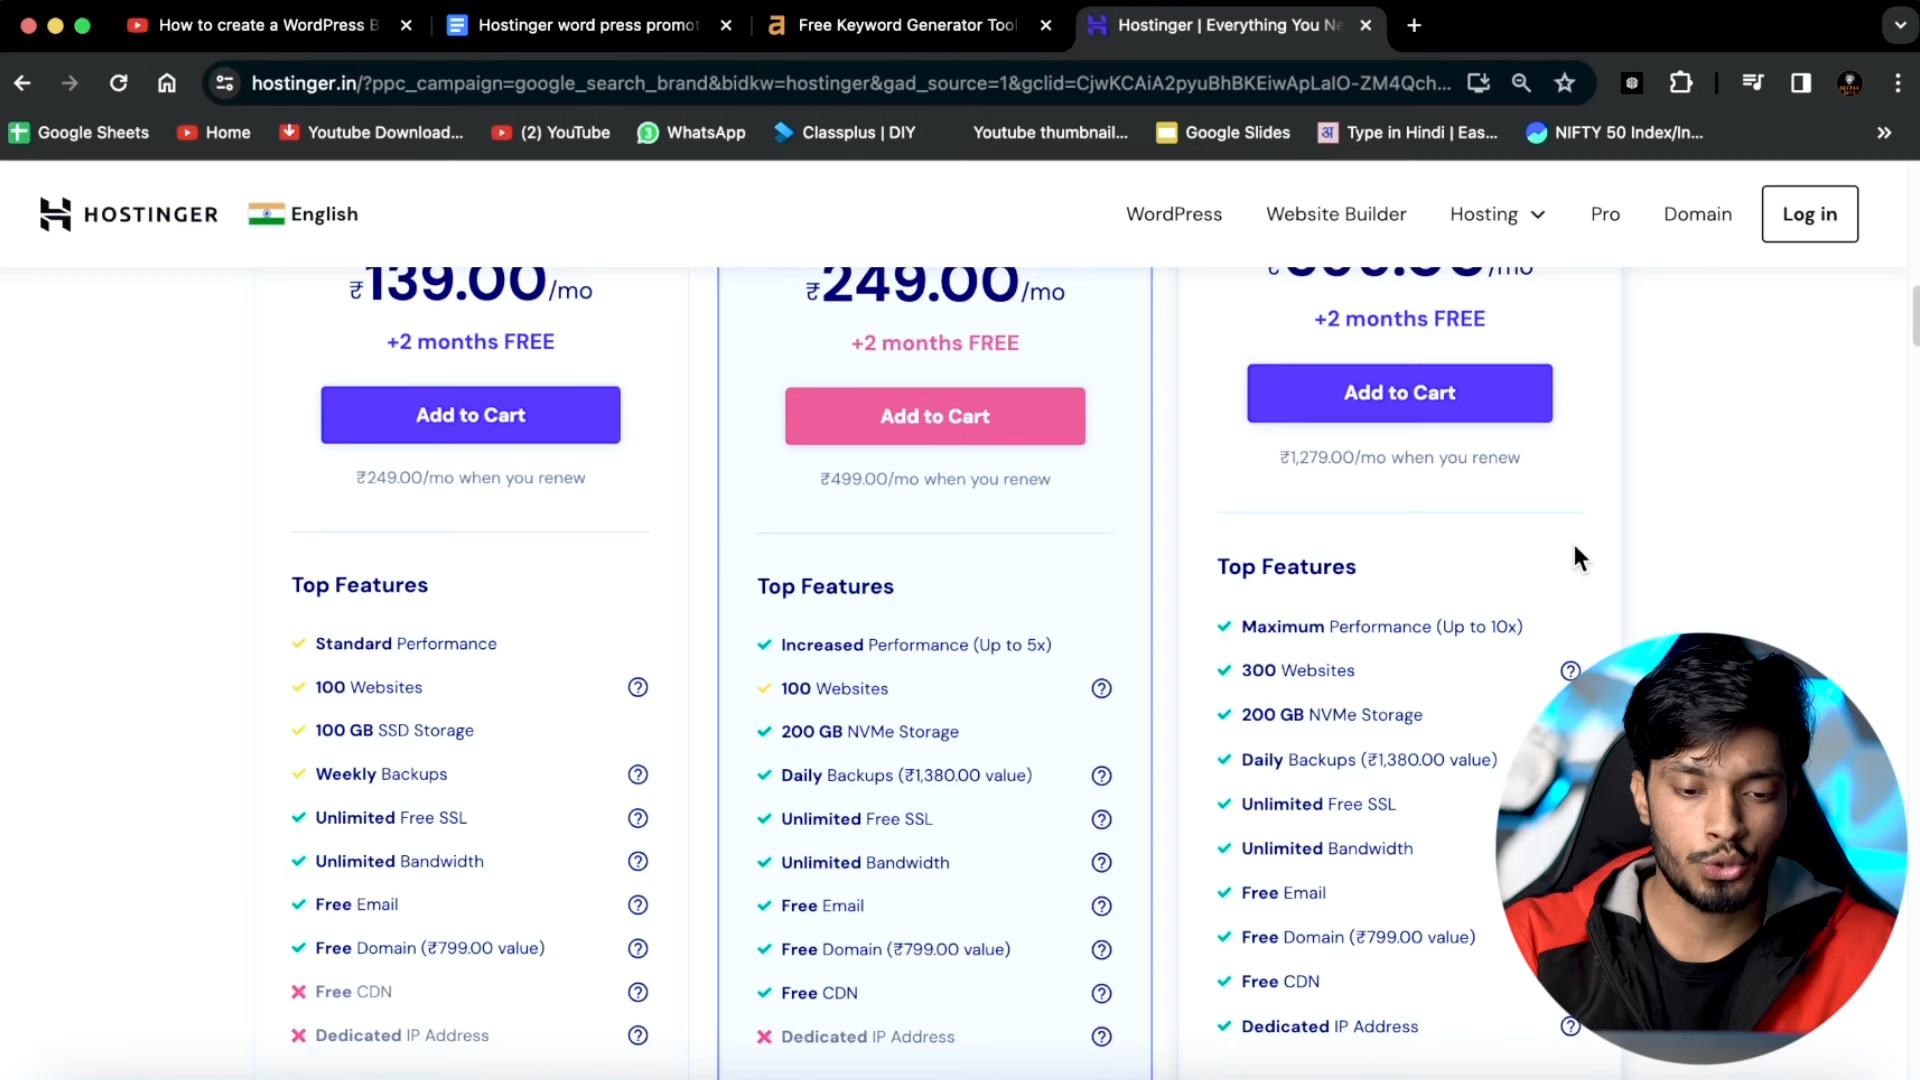 How to create a WordPress B
Hostinger word press promot
Free Keyword Generator Tool
Hostinger | Everything You Ne
hostinger.in/?ppc_campaign=google_search_brand&bidkw=hostinger&gad_source=1&gclid=CjwKCAiA2pyuBhBKEiwApLaIO-ZM4Qch...
Google Sheets
Home
Youtube Download...
(2) YouTube
WhatsApp
Classplus | DIY
Youtube thumbnail...
Google Slides
Type in Hindi | Eas...
NIFTY 50 Index/In...
HOSTINGER
English
WordPress
Website Builder
Hosting
Pro
Domain
Log in
₹139.00/mo
+2 months FREE
Add to Cart
₹249.00/mo when you renew
Top Features
Standard Performance
100 Websites
100 GB SSD Storage
Weekly Backups
Unlimited Free SSL
Unlimited Bandwidth
Free Email
Free Domain (₹799.00 value)
Free CDN
Dedicated IP Address
₹249.00/mo
+2 months FREE
Add to Cart
₹499.00/mo when you renew
Top Features
Increased Performance (Up to 5x)
100 Websites
200 GB NVMe Storage
Daily Backups (₹1,380.00 value)
Unlimited Free SSL
Unlimited Bandwidth
Free Email
Free Domain (₹799.00 value)
Free CDN
Dedicated IP Address
/mo
+2 months FREE
Add to Cart
₹1,279.00/mo when you renew
Top Features
Maximum Performance (Up to 10x)
300 Websites
200 GB NVMe Storage
Daily Backups (₹1,380.00 value)
Unlimited Free SSL
Unlimited Bandwidth
Free Email
Free Domain (₹799.00 value)
Free CDN
Dedicated IP Address